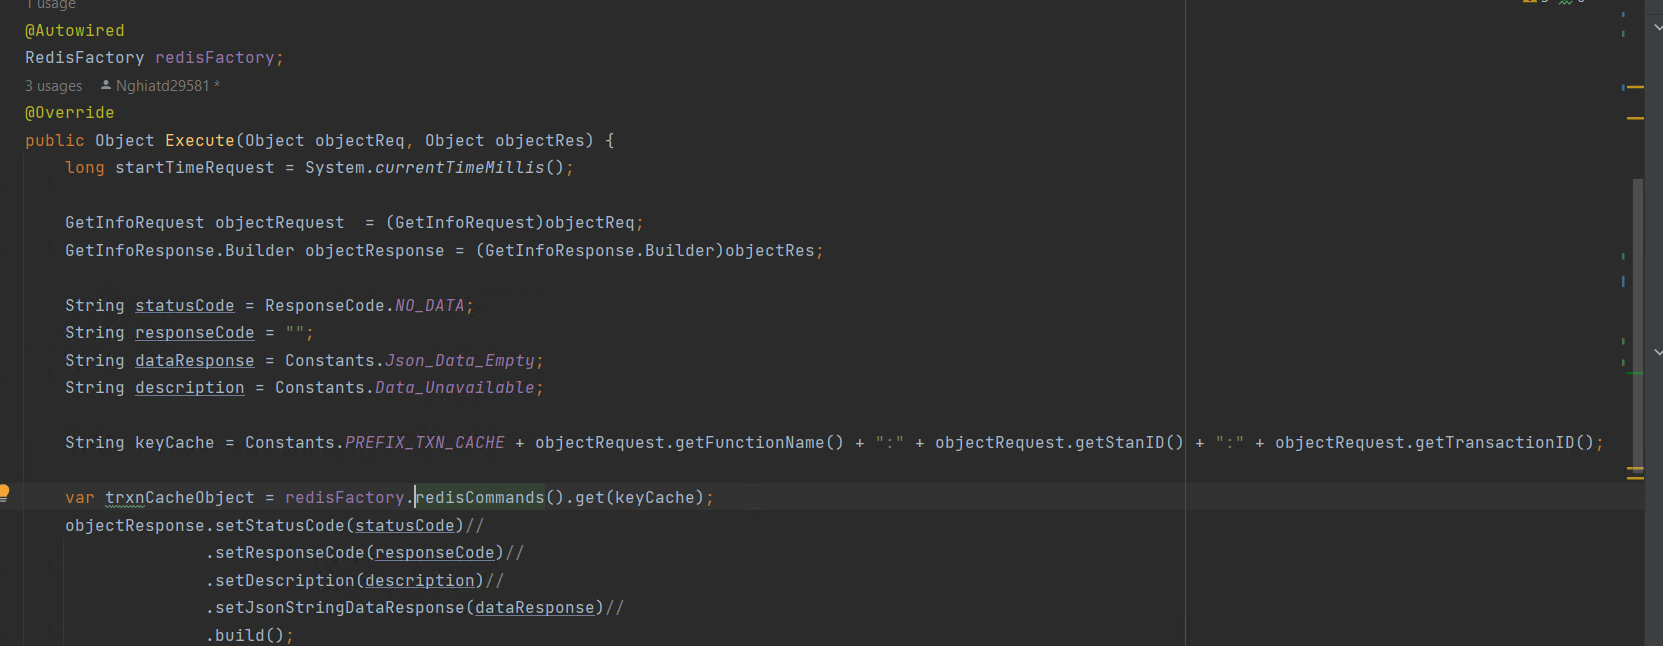 1 usage
@Autowired
RedisFactory redisFactory;
3 usages Nghiatd29581 *
@Override
public Object Execute(Object objectReq, Object objectRes) {
long startTimeRequest = System.currentTimeMillis();
GetInfoRequest objectRequest  = (GetInfoRequest)objectReq;
GetInfoResponse.Builder objectResponse = (GetInfoResponse.Builder)objectRes;
String statusCode = ResponseCode.NO_DATA;
String responseCode = "";
String dataResponse = Constants.Json_Data_Empty;
String description = Constants.Data_Unavailable;
String keyCache = Constants.PREFIX_TXN_CACHE + objectRequest.getFunctionName() + ":" + objectRequest.getStanID() + ":" + objectRequest.getTransactionID();
var trxnCacheObject = redisFactory.redisCommands().get(keyCache);
objectResponse.setStatusCode(statusCode)//
.setResponseCode(responseCode)//
.setDescription(description)//
.setJsonStringDataResponse(dataResponse)//
.build();